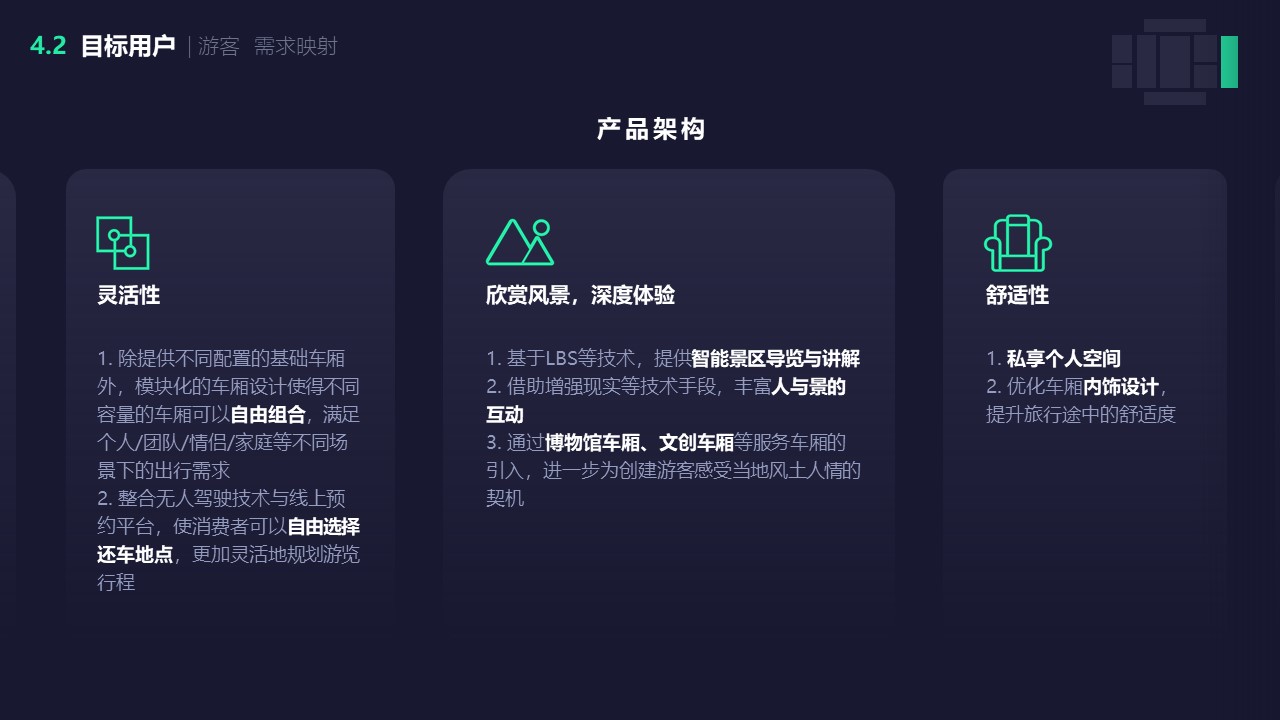 4.2 目标用户 | 游客 需求映射
产品架构
灵活性
1. 除提供不同配置的基础车厢
外，模块化的车厢设计使得不同
容量的车厢可以自由组合，满足
个人/团队/情侣/家庭等不同场
景下的出行需求
2. 整合无人驾驶技术与线上预
约平台，使消费者可以自由选择
还车地点，更加灵活地规划游览
行程
欣赏风景，深度体验
1. 基于LBS等技术，提供智能景区导览与讲解
2. 借助增强现实等技术手段，丰富人与景的
互动
3. 通过博物馆车厢、文创车厢等服务车厢的
引入，进一步为创建游客感受当地风土人情的
契机
舒适性
1. 私享个人空间
2. 优化车厢内饰设计，
提升旅行途中的舒适度